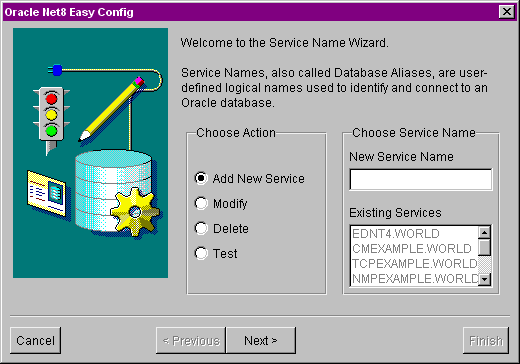 Oracle Net8 Easy Config
Welcome to the Service Name Wizard.
Service Names, also called Database Aliases, are user-
defined logical names used to identify and connect to an
Oracle database.
Choose Action
Add New Service
Modify
Delete
Test
Choose Service Name
New Service Name
Existing Services
EDNT4.WORLD
CMEXAMPLE.WORLD
TCPEXAMPLE.WORLD
NMPEXAMPLE.WORLD
Cancel
< Previous
Next >
Finish